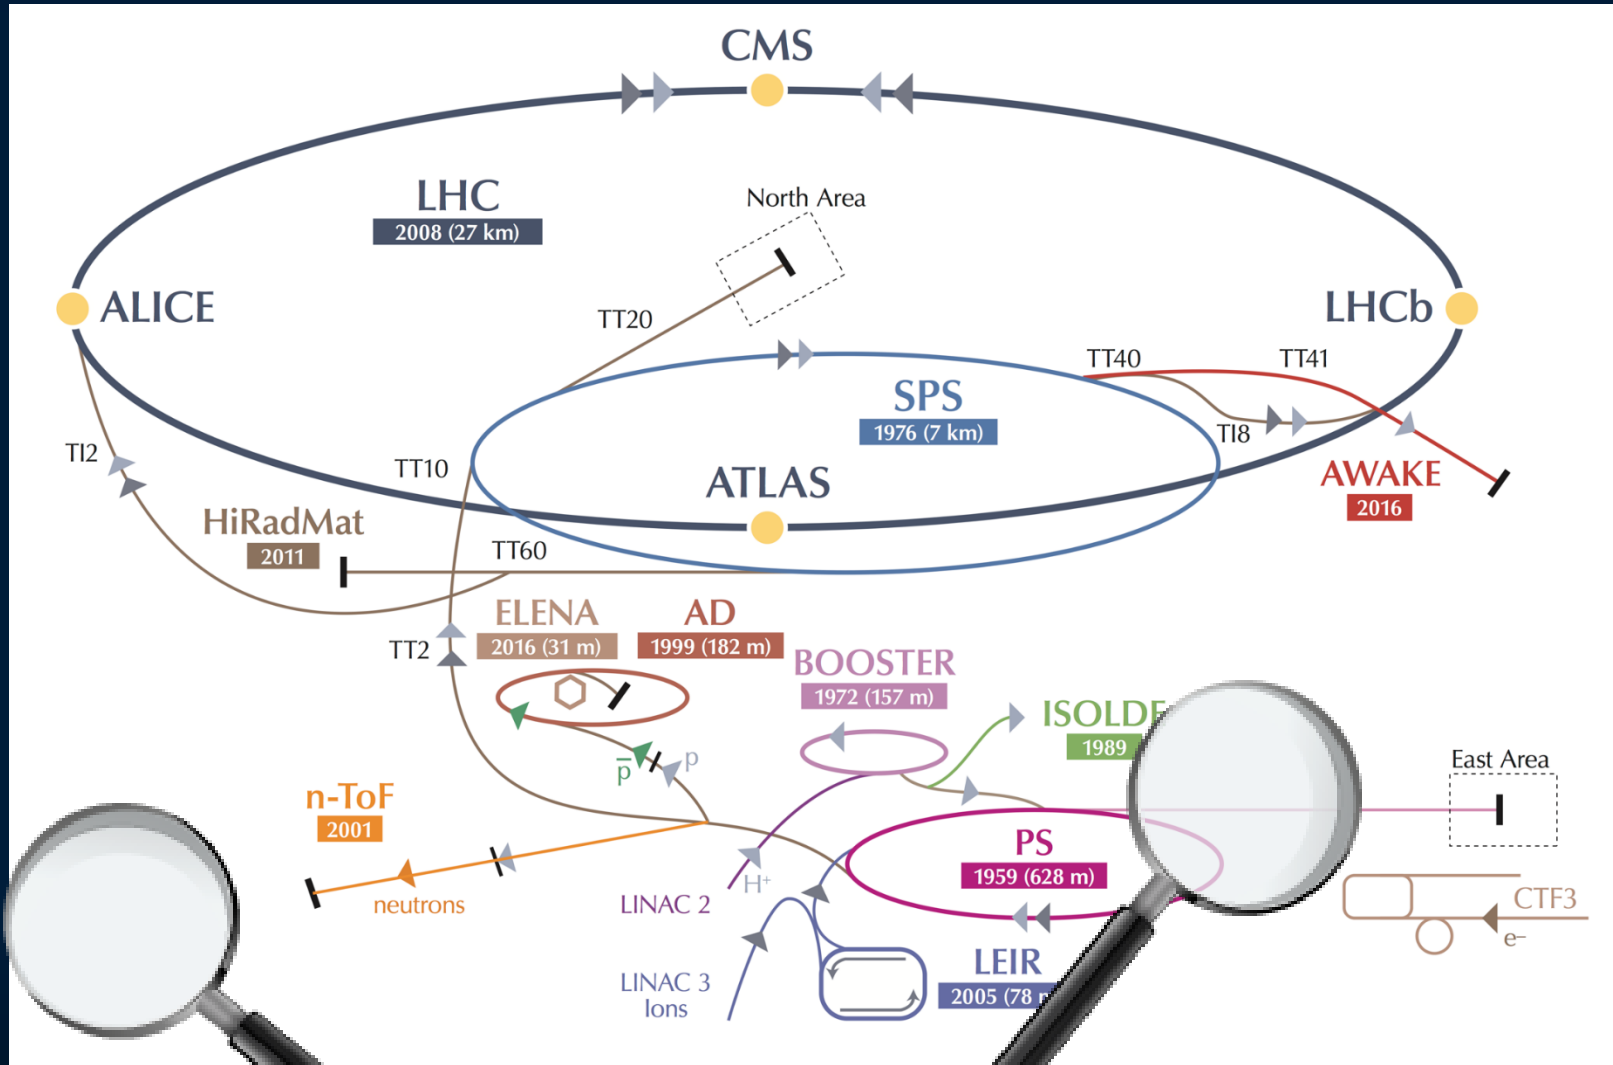 CMS
LHC
2008 (27 km)
North Area
ALICE
LHCb
TT20
TT40
TT41
SPS
1976 (7 km)
TI8
TI2
TT10
ATLAS
AWAKE
2016
HiRadMat
2011
TT60
ELENA
2016 (31 m)
AD
1999 (182 m)
TT2
BOOSTER
1972 (157 m)
ISOLDE
1989
p
p̅
East Area
n-ToF
2001
PS
1959 (628 m)
H⁺
neutrons
LINAC 2
CTF3
e⁻
LEIR
2005 (78
LINAC 3
Ions